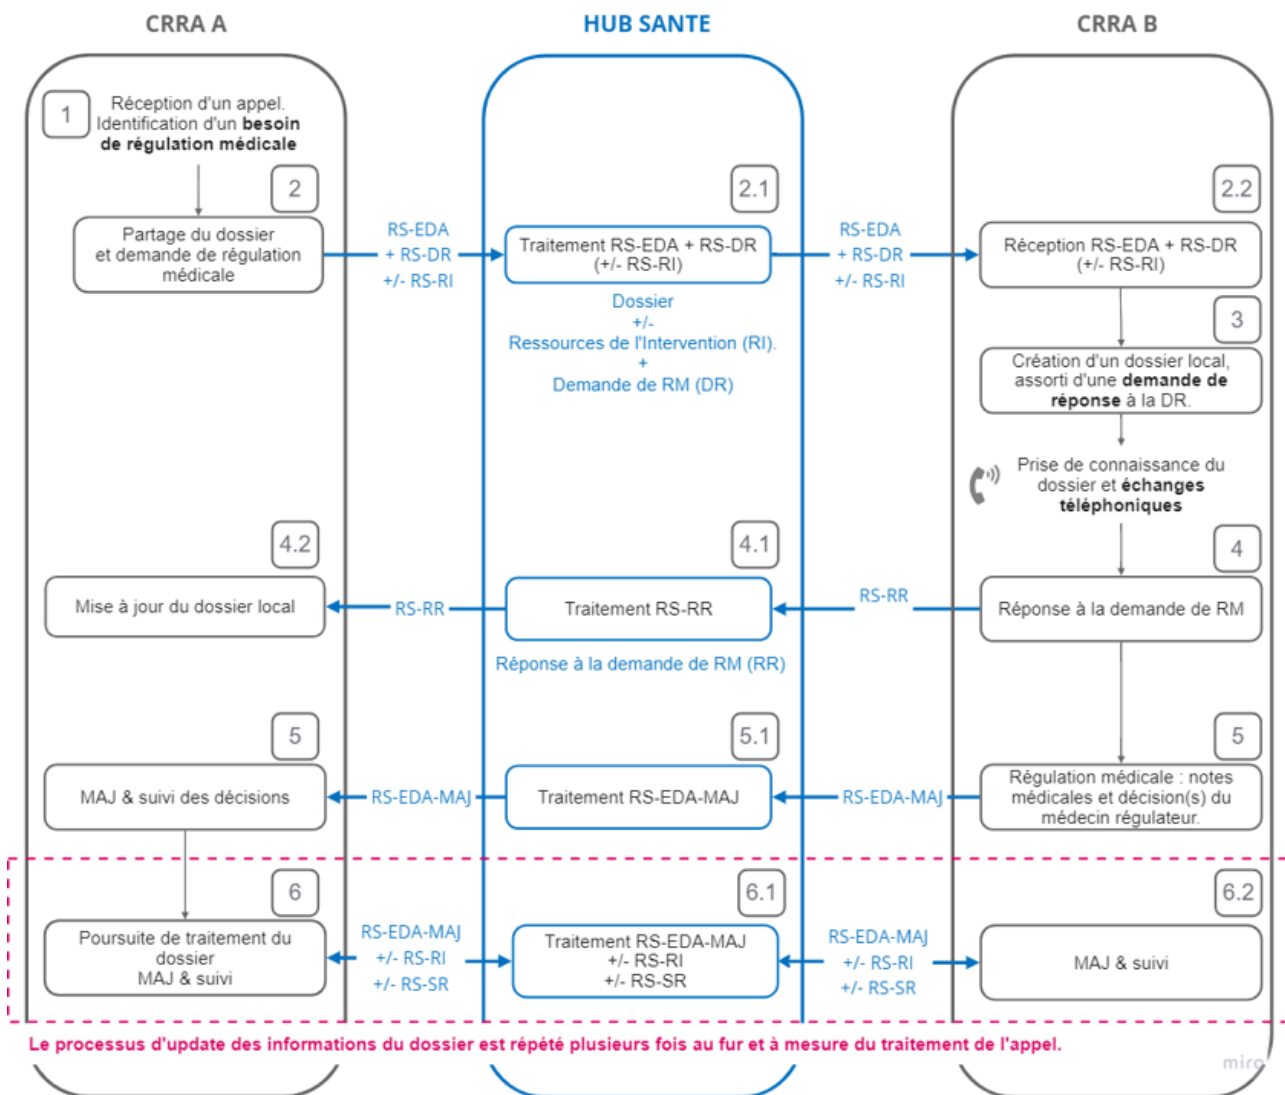 CRRA A
HUB SANTE
CRRA B
1
Réception d'un appel.
Identification d'un besoin
de régulation médicale
2
2.1
2.2
Partage du dossier
et demande de régulation
médicale
RS-EDA
+ RS-DR
+/- RS-RI
Traitement RS-EDA + RS-DR
(+/- RS-RI)
RS-EDA
+ RS-DR
+/- RS-RI
Réception RS-EDA + RS-DR
(+/- RS-RI)
Dossier
+/-
Ressources de l'Intervention (RI).
+
Demande de RM (DR)
3
Création d'un dossier local,
assorti d'une demande de
réponse à la DR.
Prise de connaissance du
dossier et échanges
téléphoniques
4.2
4.1
4
Mise à jour du dossier local
RS-RR
Traitement RS-RR
RS-RR
Réponse à la demande de RM
Réponse à la demande de RM (RR)
5
5.1
5
MAJ & suivi des décisions
RS-EDA-MAJ
Traitement RS-EDA-MAJ
RS-EDA-MAJ
Régulation médicale : notes
médicales et décision(s) du
médecin régulateur.
6
6.1
6.2
Poursuite de traitement du
dossier
MAJ & suivi
RS-EDA-MAJ
+/- RS-RI
+/- RS-SR
Traitement RS-EDA-MAJ
+/- RS-RI
+/- RS-SR
RS-EDA-MAJ
+/- RS-RI
+/- RS-SR
MAJ & suivi
Le processus d'update des informations du dossier est répété plusieurs fois au fur et à mesure du traitement de l'appel.
miro